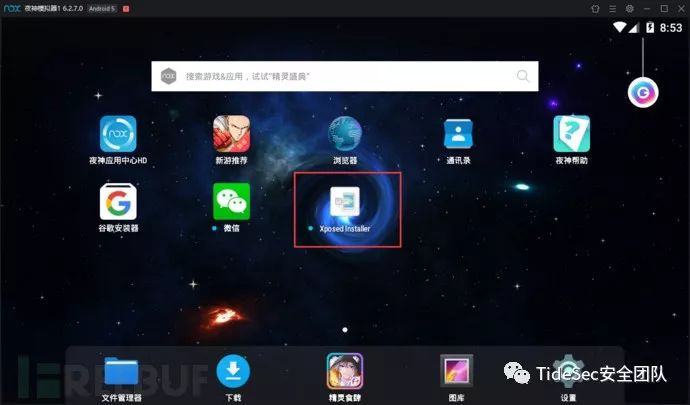 nox 夜神模拟器1 6.2.7.0 Android 5
8:53
nox 搜索游戏&应用，试试"精灵盛典"
G
夜神应用中心HD
新游推荐
浏览器
通讯录
夜神帮助
谷歌安装器
微信
Xposed Installer
文件管理器
下载
精灵食肆
图库
设置
REEBUF
TideSec安全团队